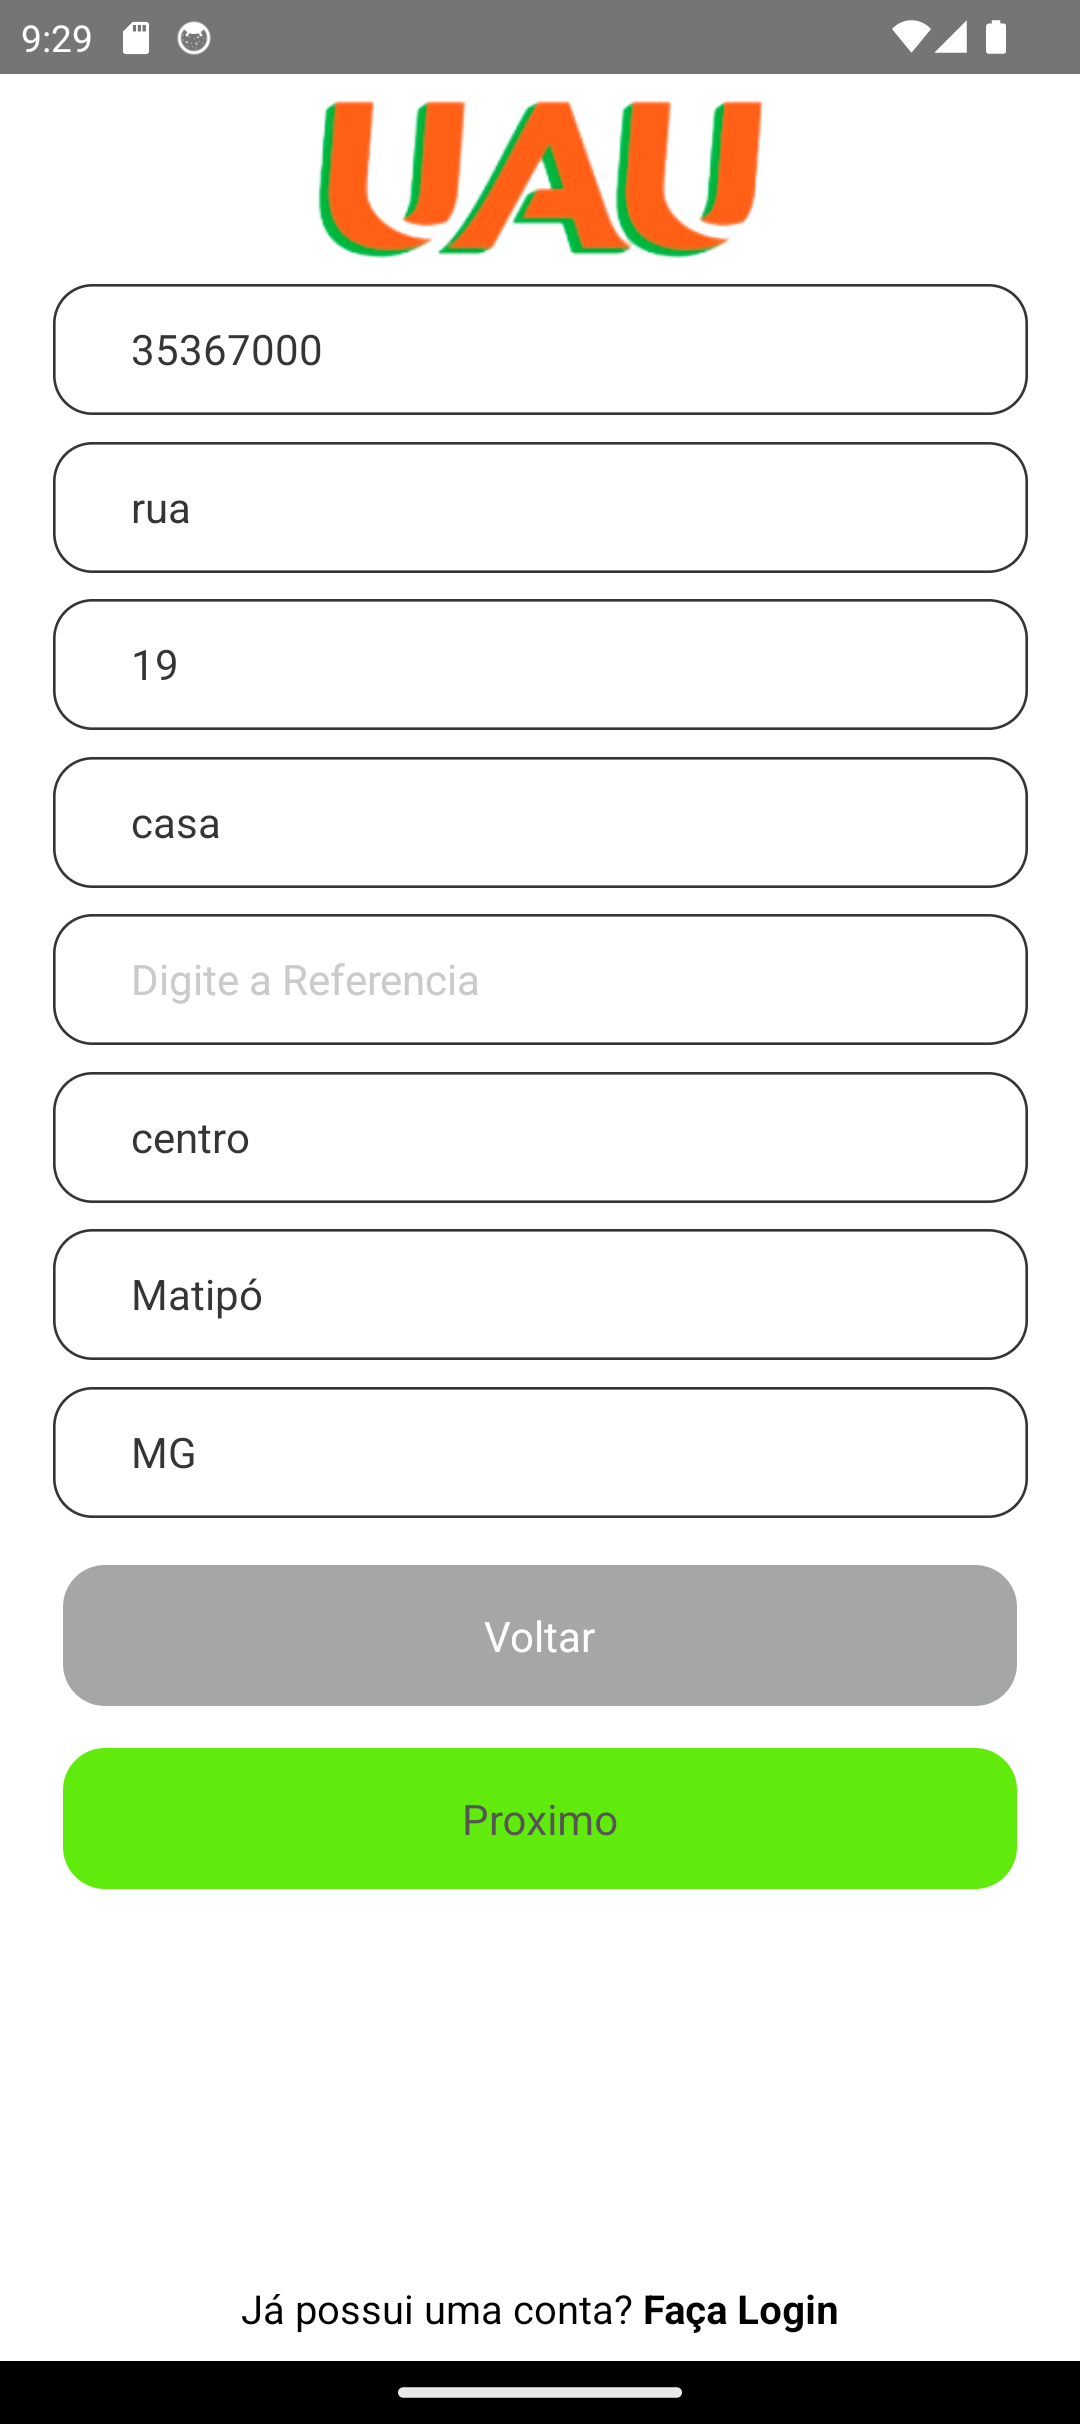 9:29
UAU
35367000
rua
19
casa
Digite a Referencia
centro
Matipó
MG
Voltar
Proximo
Já possui uma conta? Faça Login